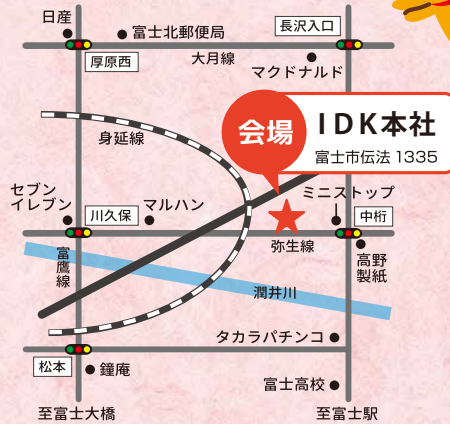 日産
富士北郵便局
長沢入口
厚原西
大月線
マクドナルド
身延線
会場
IDK本社
富士市伝法 1335
セブン
イレブン
川久保
マルハン
ミニストップ
中桁
富鷹線
弥生線
高野
製紙
潤井川
タカラパチンコ
松本
鐘庵
富士高校
至富士大橋
至富士駅